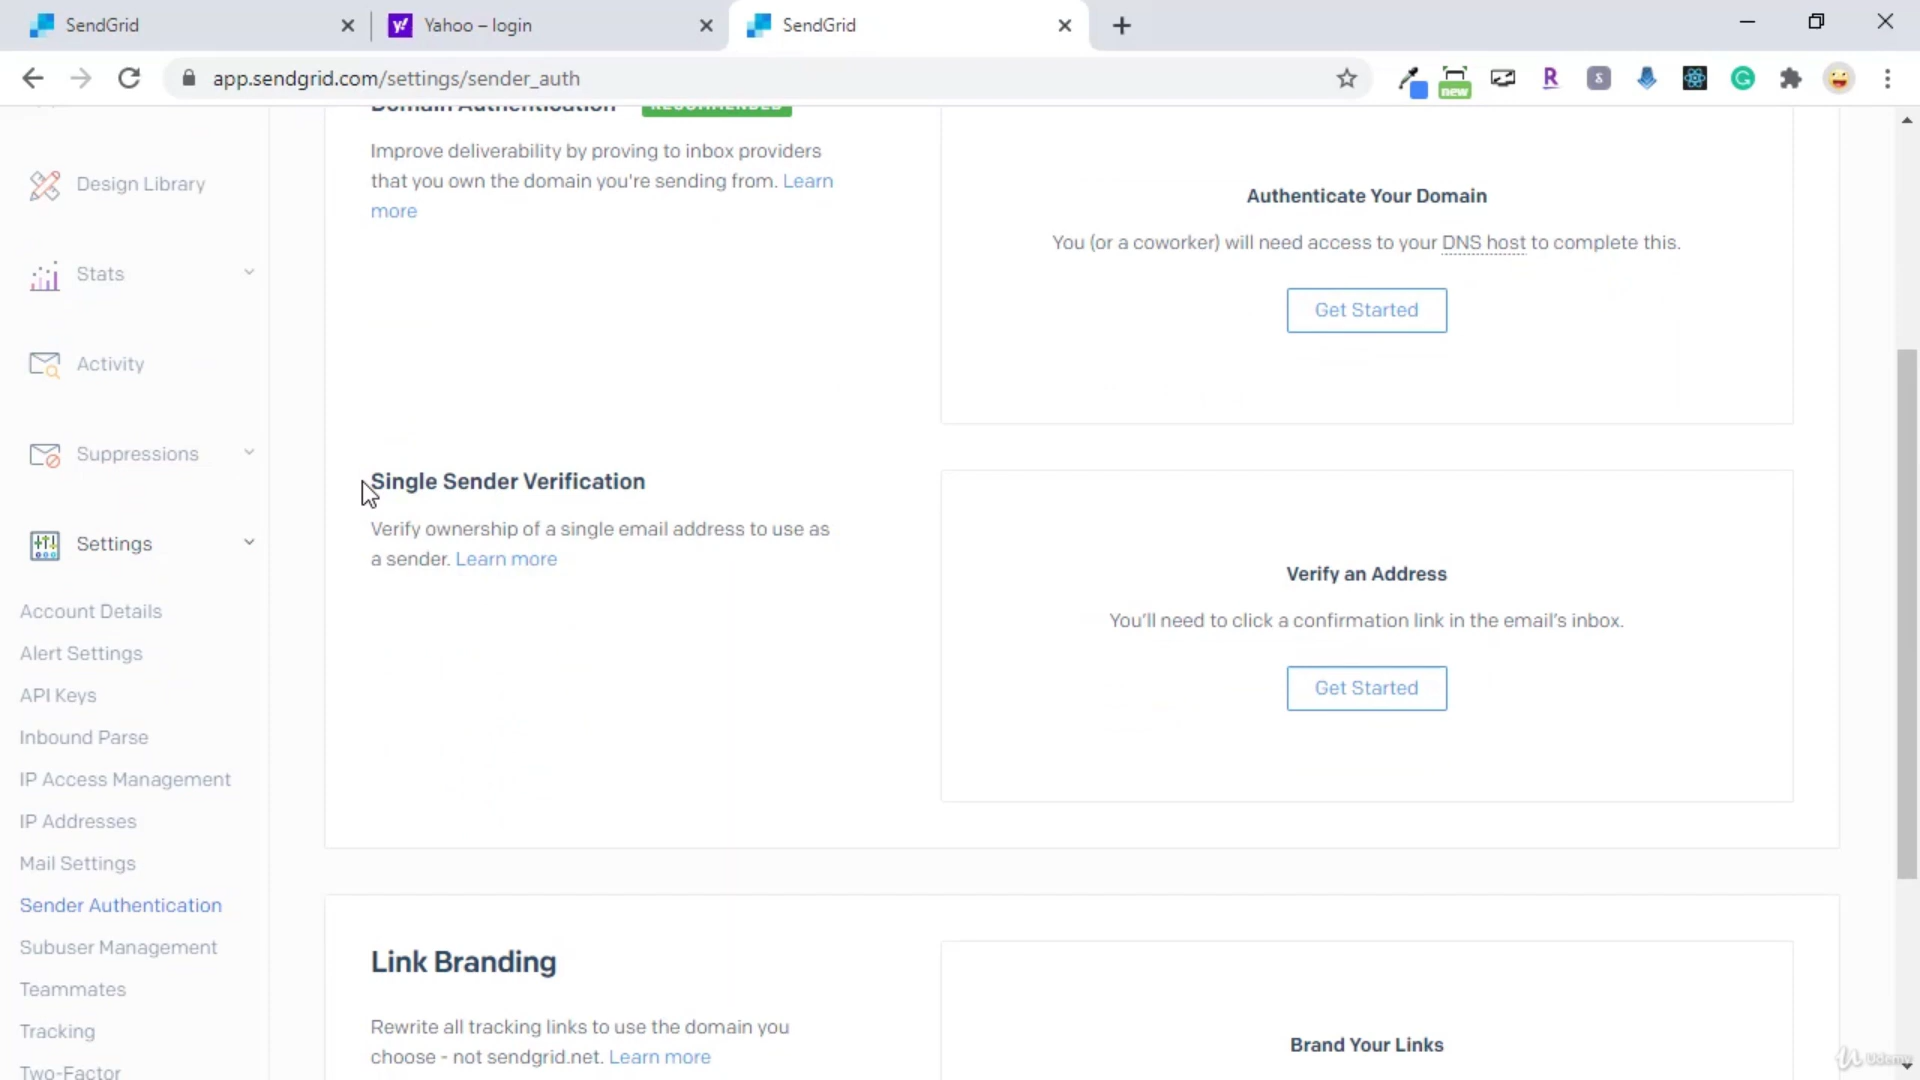 SendGrid
Yahoo – login
SendGrid
app.sendgrid.com/settings/sender_auth
new
Design Library
Stats
Activity
Suppressions
Settings
Account Details
Alert Settings
API Keys
Inbound Parse
IP Access Management
IP Addresses
Mail Settings
Sender Authentication
Subuser Management
Teammates
Tracking
Two-Factor
Domain Authentication RECOMMENDED
Improve deliverability by proving to inbox providers
that you own the domain you're sending from. Learn
more
Authenticate Your Domain
You (or a coworker) will need access to your DNS host to complete this.
Get Started
Single Sender Verification
Verify ownership of a single email address to use as
a sender. Learn more
Verify an Address
You'll need to click a confirmation link in the email's inbox.
Get Started
Link Branding
Rewrite all tracking links to use the domain you
choose - not sendgrid.net. Learn more
Brand Your Links
Udemy